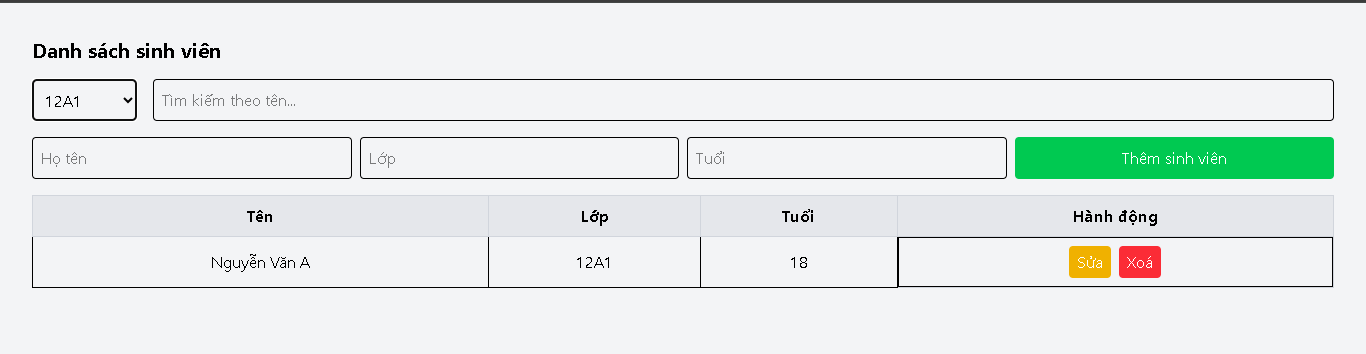 Danh sách sinh viên
12A1 Tìm kiếm theo tên...
Họ tên Lớp Tuổi Thêm sinh viên
Tên Lớp Tuổi Hành động
Nguyễn Văn A 12A1 18 Sửa Xoá